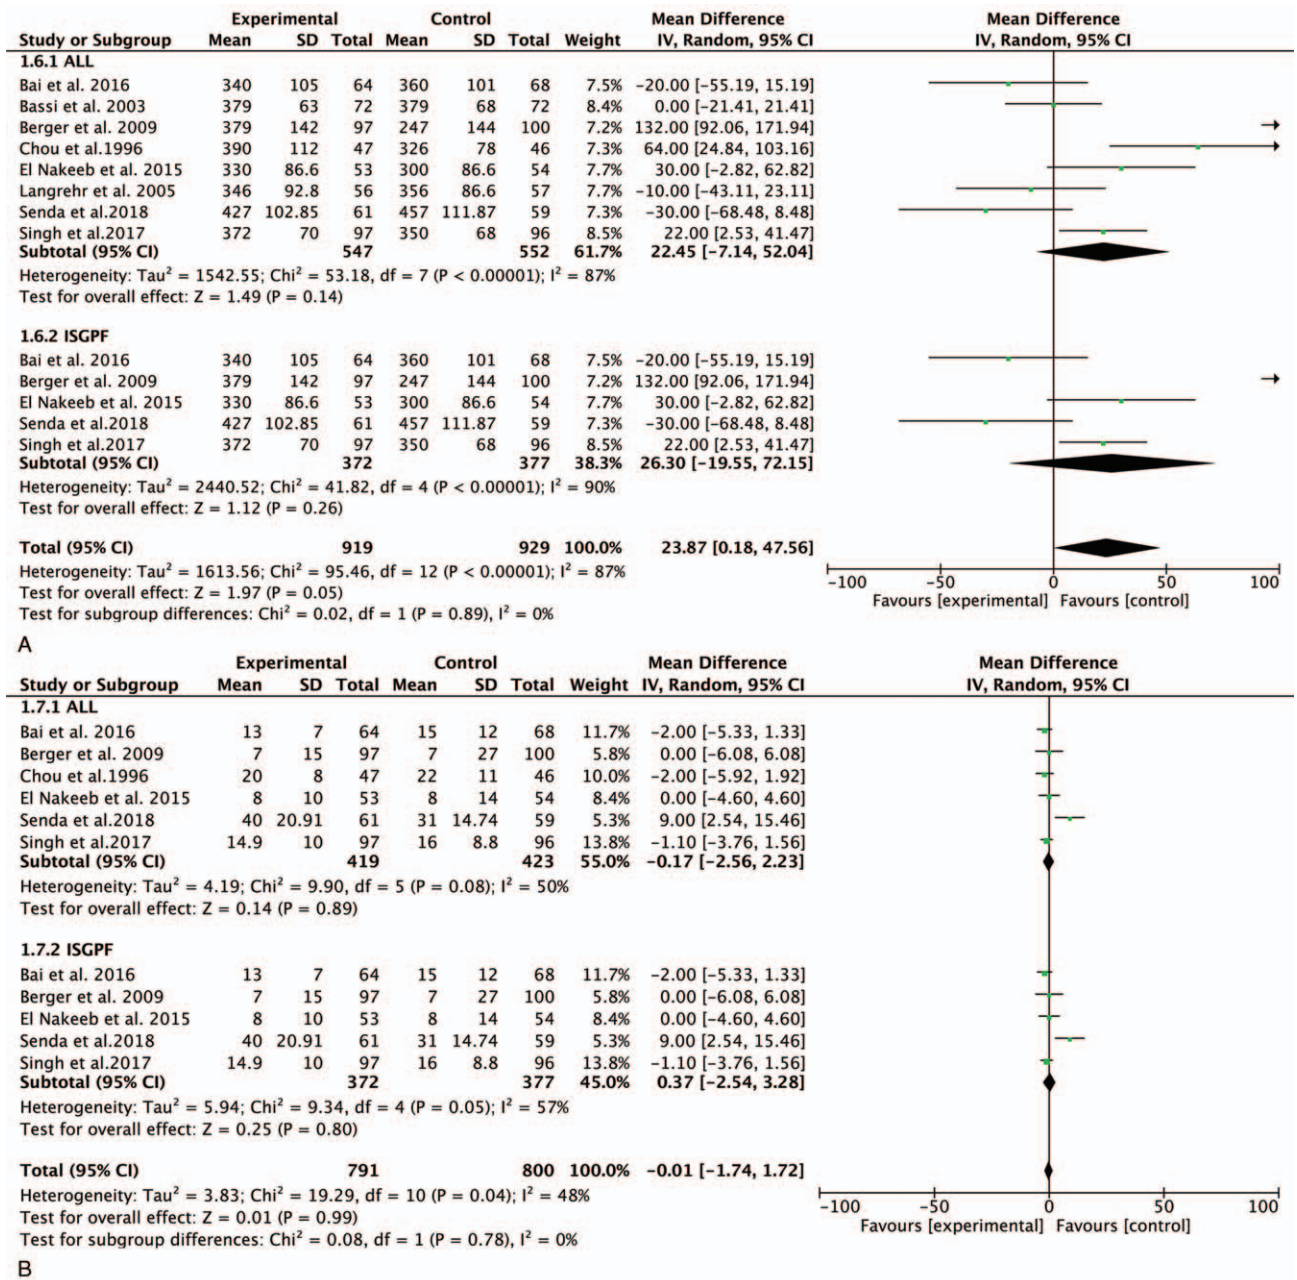 Experimental Control Mean Difference Mean Difference
Study or Subgroup Mean SD Total Mean SD Total Weight IV, Random, 95% CI IV, Random, 95% CI
1.6.1 ALL
Bai et al. 2016 340 105 64 360 101 68 7.5% −20.00 [−55.19, 15.19]
Bassi et al. 2003 379 63 72 379 68 72 8.4% 0.00 [−21.41, 21.41]
Berger et al. 2009 379 142 97 247 144 100 7.2% 132.00 [92.06, 171.94]
Chou et al.1996 390 112 47 326 78 46 7.3% 64.00 [24.84, 103.16]
El Nakeeb et al. 2015 330 86.6 53 300 86.6 54 7.7% 30.00 [−2.82, 62.82]
Langrehr et al. 2005 346 92.8 56 356 86.6 57 7.7% −10.00 [−43.11, 23.11]
Senda et al.2018 427 102.85 61 457 111.87 59 7.3% −30.00 [−68.48, 8.48]
Singh et al.2017 372 70 97 350 68 96 8.5% 22.00 [2.53, 41.47]
Subtotal (95% CI) 547 552 61.7% 22.45 [−7.14, 52.04]
Heterogeneity: Tau² = 1542.55; Chi² = 53.18, df = 7 (P < 0.00001); I² = 87%
Test for overall effect: Z = 1.49 (P = 0.14)
1.6.2 ISGPF
Bai et al. 2016 340 105 64 360 101 68 7.5% −20.00 [−55.19, 15.19]
Berger et al. 2009 379 142 97 247 144 100 7.2% 132.00 [92.06, 171.94]
El Nakeeb et al. 2015 330 86.6 53 300 86.6 54 7.7% 30.00 [−2.82, 62.82]
Senda et al.2018 427 102.85 61 457 111.87 59 7.3% −30.00 [−68.48, 8.48]
Singh et al.2017 372 70 97 350 68 96 8.5% 22.00 [2.53, 41.47]
Subtotal (95% CI) 372 377 38.3% 26.30 [−19.55, 72.15]
Heterogeneity: Tau² = 2440.52; Chi² = 41.82, df = 4 (P < 0.00001); I² = 90%
Test for overall effect: Z = 1.12 (P = 0.26)
Total (95% CI) 919 929 100.0% 23.87 [0.18, 47.56]
Heterogeneity: Tau² = 1613.56; Chi² = 95.46, df = 12 (P < 0.00001); I² = 87%
Test for overall effect: Z = 1.97 (P = 0.05)
Test for subgroup differences: Chi² = 0.02, df = 1 (P = 0.89), I² = 0%
−100 −50 0 50 100
Favours [experimental] Favours [control]
A
Experimental Control Mean Difference Mean Difference
Study or Subgroup Mean SD Total Mean SD Total Weight IV, Random, 95% CI IV, Random, 95% CI
1.7.1 ALL
Bai et al. 2016 13 7 64 15 12 68 11.7% −2.00 [−5.33, 1.33]
Berger et al. 2009 7 15 97 7 27 100 5.8% 0.00 [−6.08, 6.08]
Chou et al.1996 20 8 47 22 11 46 10.0% −2.00 [−5.92, 1.92]
El Nakeeb et al. 2015 8 10 53 8 14 54 8.4% 0.00 [−4.60, 4.60]
Senda et al.2018 40 20.91 61 31 14.74 59 5.3% 9.00 [2.54, 15.46]
Singh et al.2017 14.9 10 97 16 8.8 96 13.8% −1.10 [−3.76, 1.56]
Subtotal (95% CI) 419 423 55.0% −0.17 [−2.56, 2.23]
Heterogeneity: Tau² = 4.19; Chi² = 9.90, df = 5 (P = 0.08); I² = 50%
Test for overall effect: Z = 0.14 (P = 0.89)
1.7.2 ISGPF
Bai et al. 2016 13 7 64 15 12 68 11.7% −2.00 [−5.33, 1.33]
Berger et al. 2009 7 15 97 7 27 100 5.8% 0.00 [−6.08, 6.08]
El Nakeeb et al. 2015 8 10 53 8 14 54 8.4% 0.00 [−4.60, 4.60]
Senda et al.2018 40 20.91 61 31 14.74 59 5.3% 9.00 [2.54, 15.46]
Singh et al.2017 14.9 10 97 16 8.8 96 13.8% −1.10 [−3.76, 1.56]
Subtotal (95% CI) 372 377 45.0% 0.37 [−2.54, 3.28]
Heterogeneity: Tau² = 5.94; Chi² = 9.34, df = 4 (P = 0.05); I² = 57%
Test for overall effect: Z = 0.25 (P = 0.80)
Total (95% CI) 791 800 100.0% −0.01 [−1.74, 1.72]
Heterogeneity: Tau² = 3.83; Chi² = 19.29, df = 10 (P = 0.04); I² = 48%
Test for overall effect: Z = 0.01 (P = 0.99)
Test for subgroup differences: Chi² = 0.08, df = 1 (P = 0.78), I² = 0%
−100 −50 0 50 100
Favours [experimental] Favours [control]
B